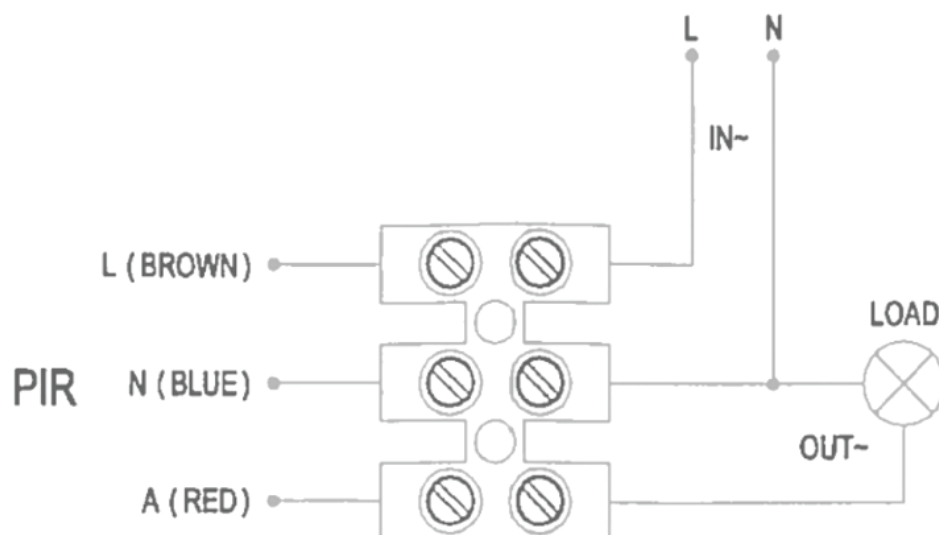 L N
IN~
L (BROWN)
LOAD
PIR N (BLUE)
OUT~
A (RED)